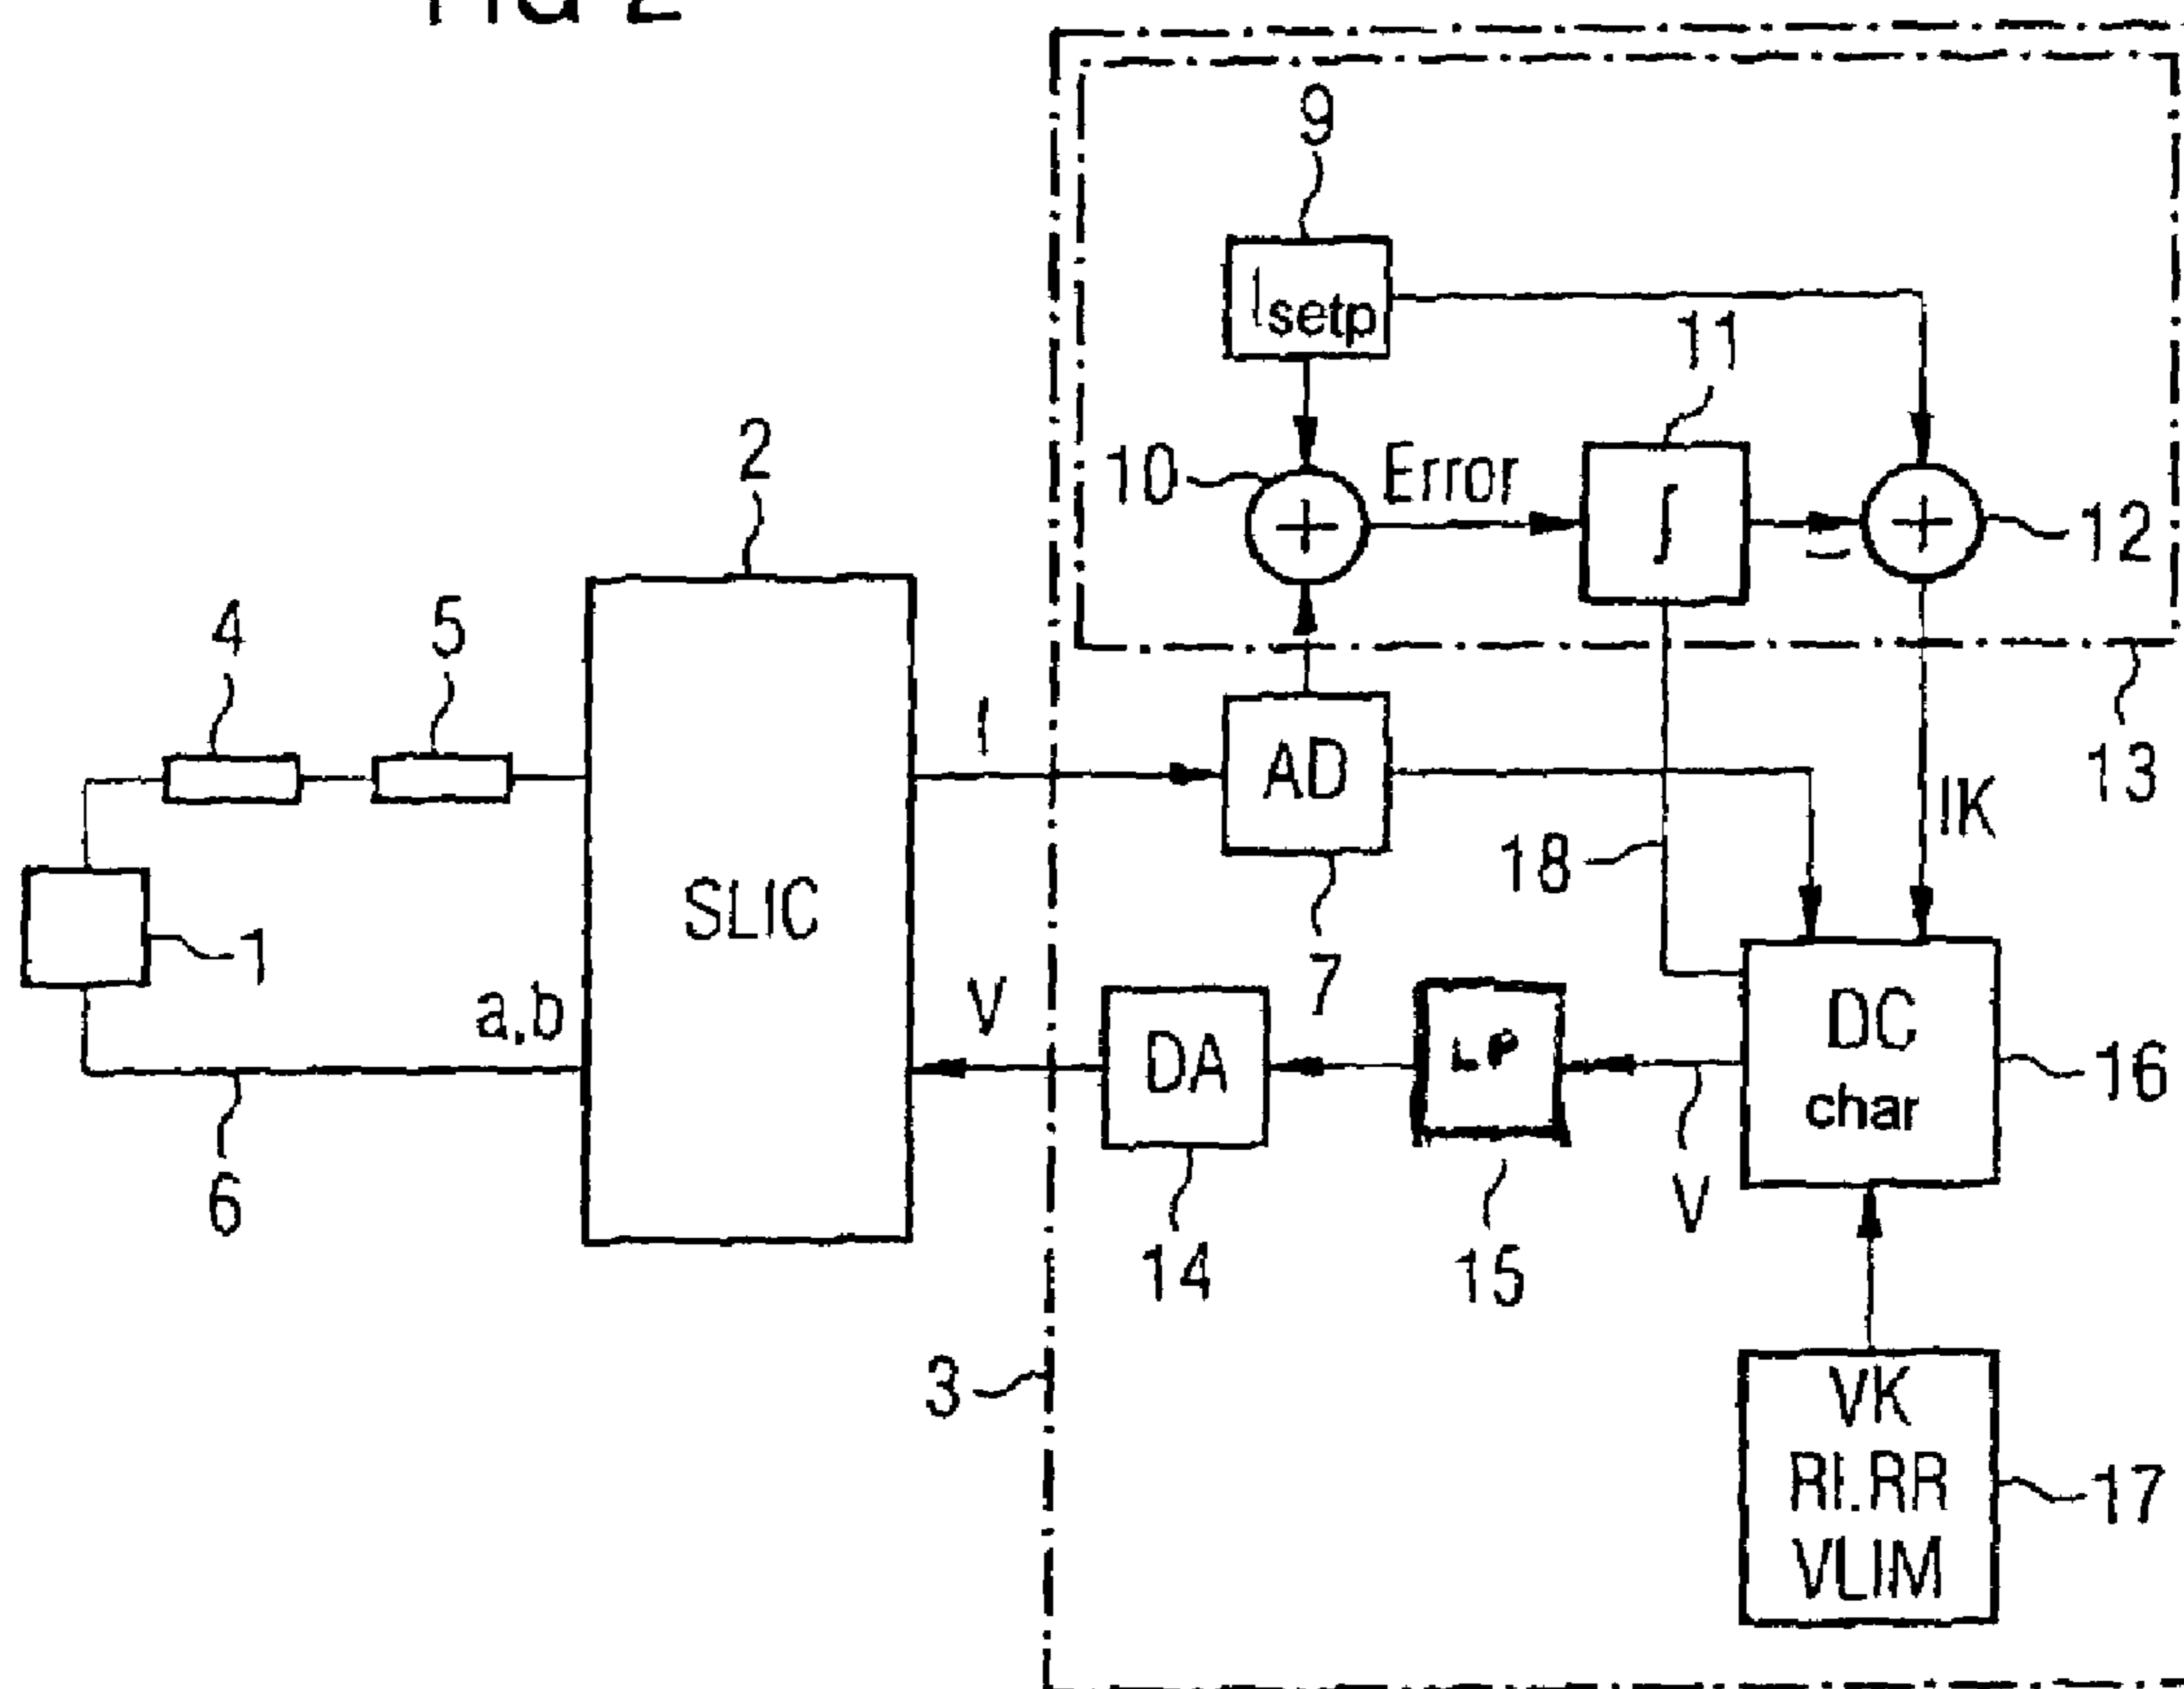 FIG 2
9
Isetp
11
2
10
Error
∫
12
4
5
I
AD
13
IK
18
SLIC
1
a,b
V
7
DA
LP
DC
char
16
6
V
14
15
3
VK
RI.RR
VLIM
17